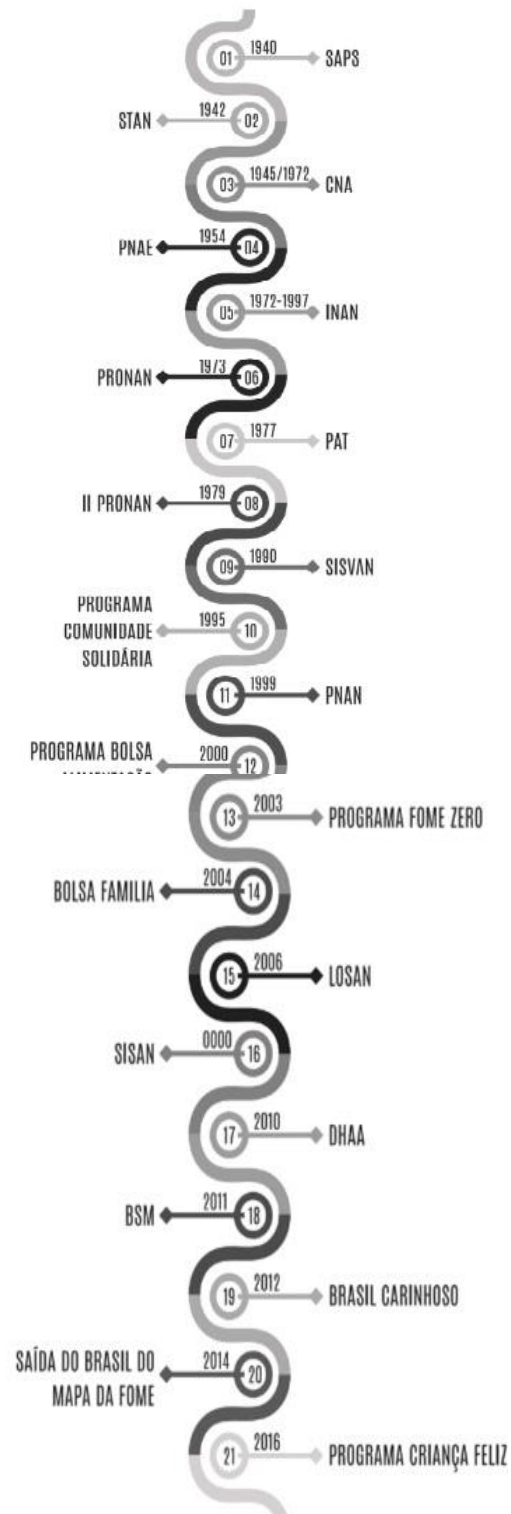 01 1940 SAPS
STAN 1942 02
03 1945/1972 CNA
PNAE 1954 04
05 1972-1997 INAN
PRONAN 1973 06
07 1977 PAT
II PRONAN 1979 08
09 1990 SISVAN
PROGRAMA
COMUNIDADE 1995 10
SOLIDÁRIA
11 1999 PNAN
PROGRAMA BOLSA 2000 12
13 2003 PROGRAMA FOME ZERO
BOLSA FAMILIA 2004 14
15 2006 LOSAN
SISAN 0000 16
17 2010 DHAA
BSM 2011 18
19 2012 BRASIL CARINHOSO
SAÍDA DO BRASIL DO 2014 20
MAPA DA FOME
21 2016 PROGRAMA CRIANÇA FELIZ